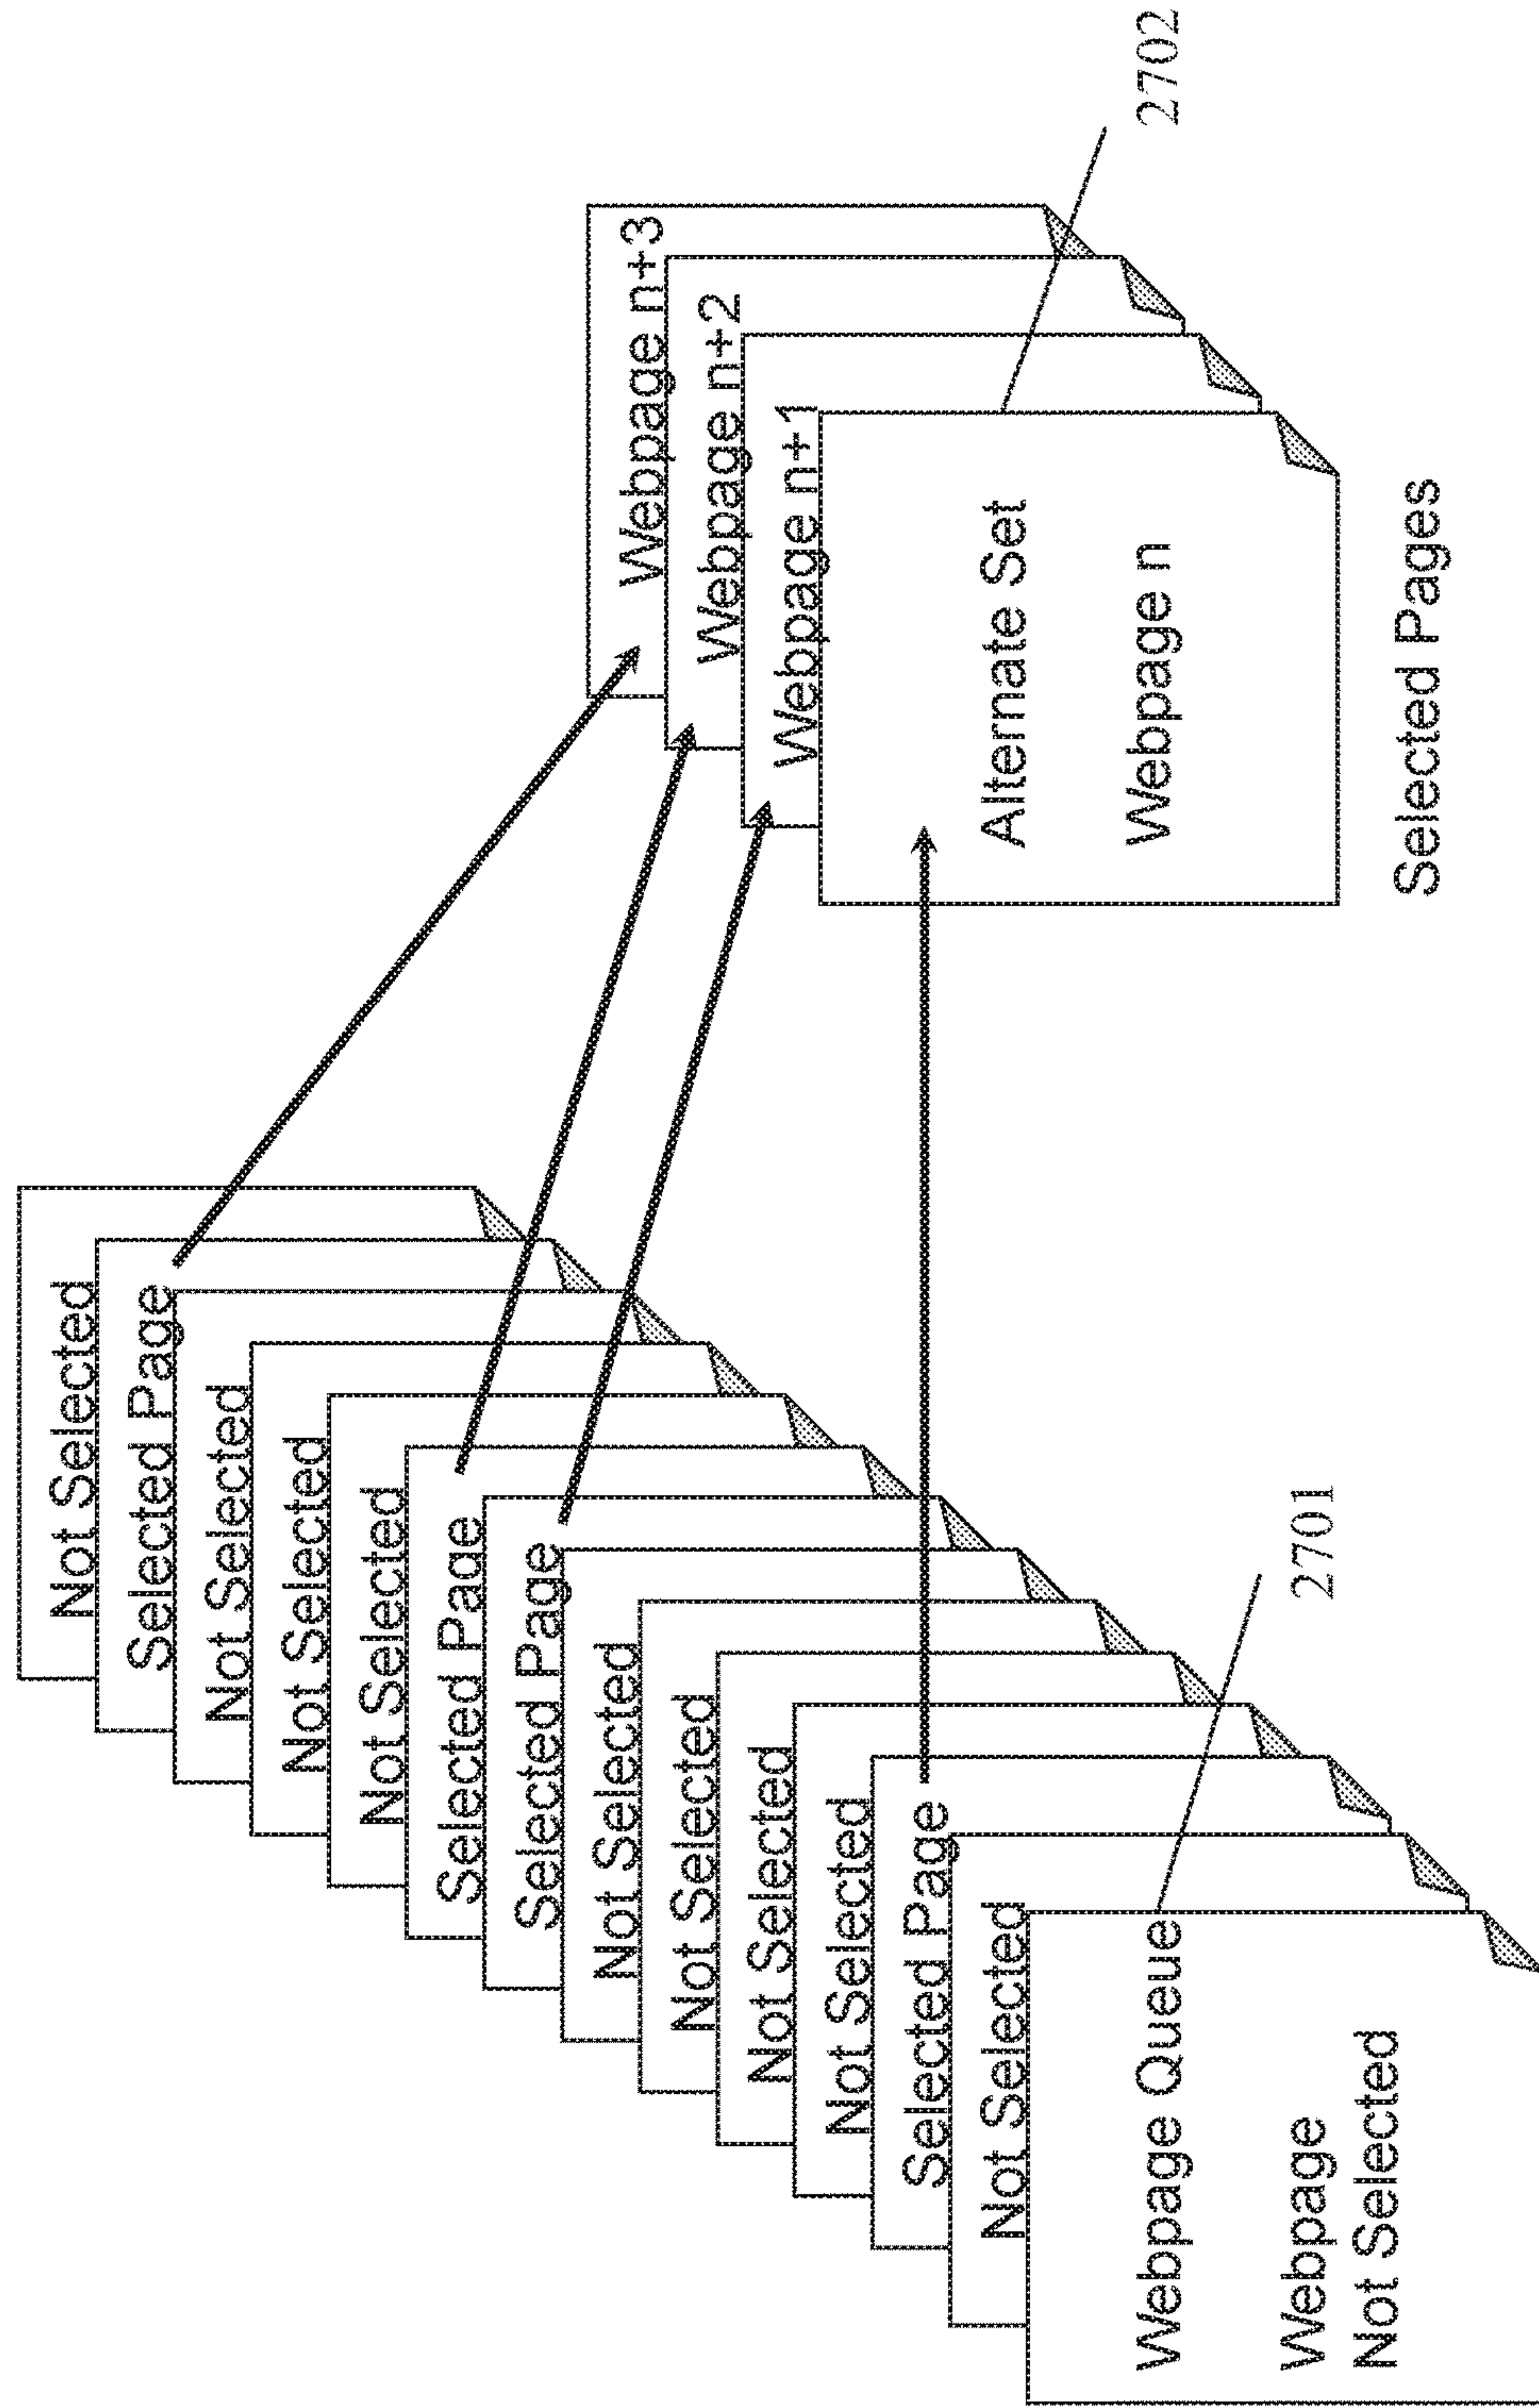 Not Selected
Selected Page
Not Selected
Not Selected
Not Selected
Selected Page
Selected Page
Not Selected
Not Selected
Not Selected
Not Selected
Selected Page
Not Selected
Webpage Queue
Webpage
Not Selected
2701
Webpage n+3
Webpage n+2
Webpage n+1
Alternate Set
Webpage n
Selected Pages
2702